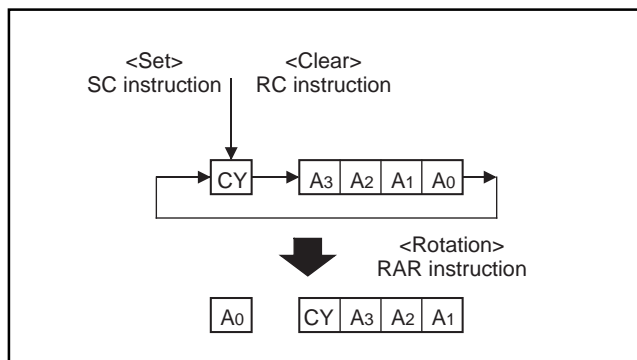 <Set> <Clear>
SC instruction RC instruction
CY A3 A2 A1 A0
<Rotation>
RAR instruction
A0 CY A3 A2 A1